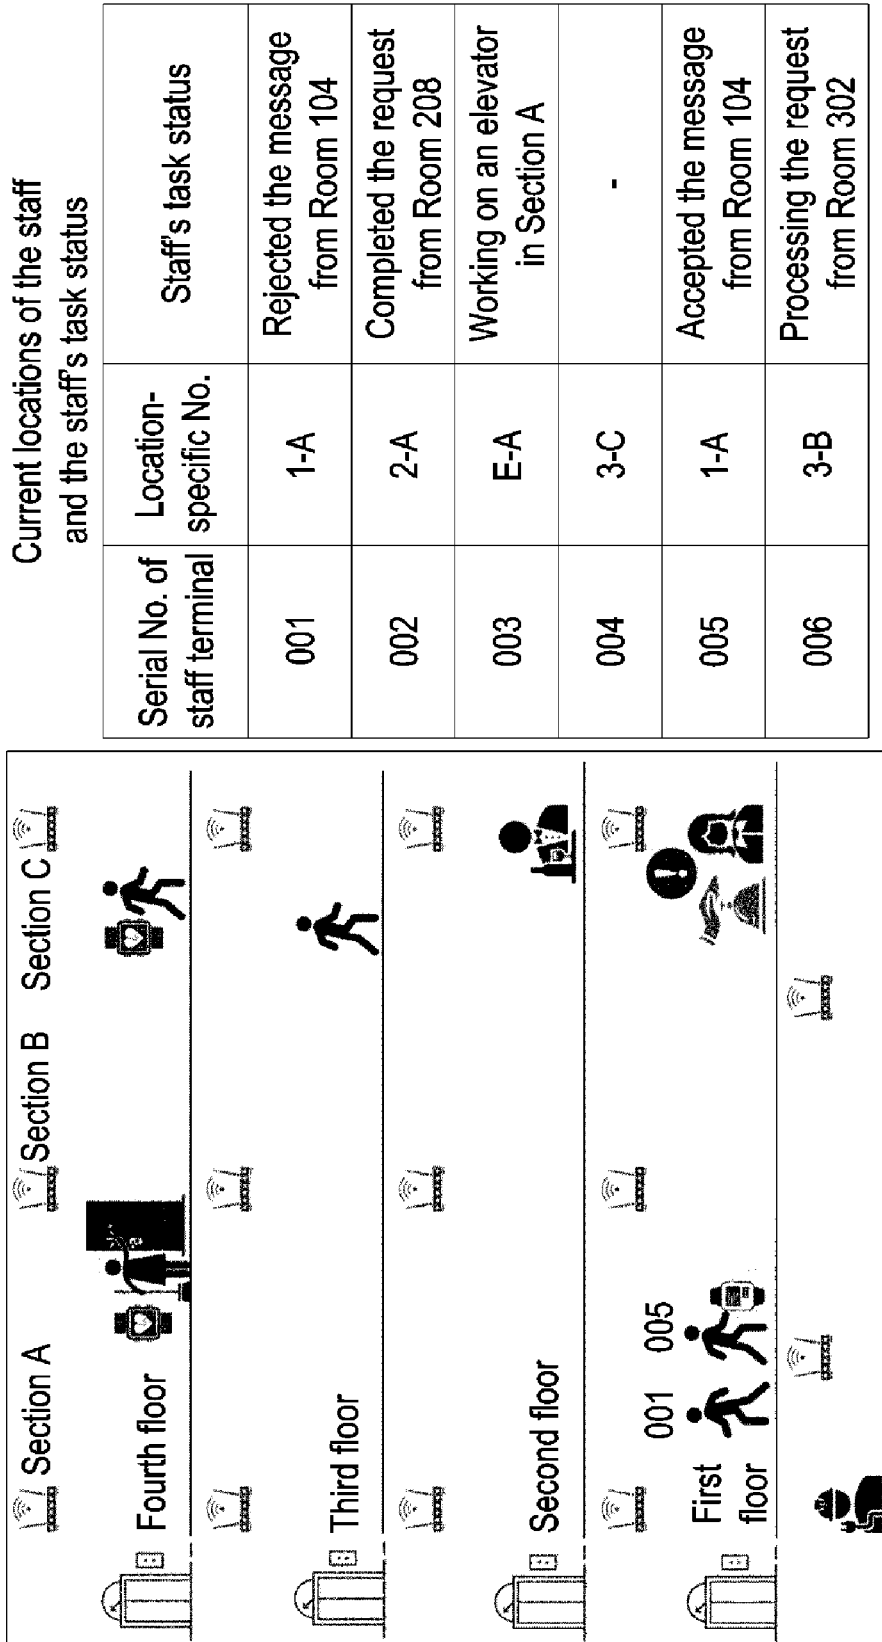 Current locations of the staff
and the staff's task status
Serial No. of
staff terminal
Location-
specific No.
Staff's task status
001
1-A
Rejected the message
from Room 104
002
2-A
Completed the request
from Room 208
003
E-A
Working on an elevator
in Section A
004
3-C
-
005
1-A
Accepted the message
from Room 104
006
3-B
Processing the request
from Room 302
Section A
Section B
Section C
Fourth floor
Third floor
Second floor
001
005
First
floor